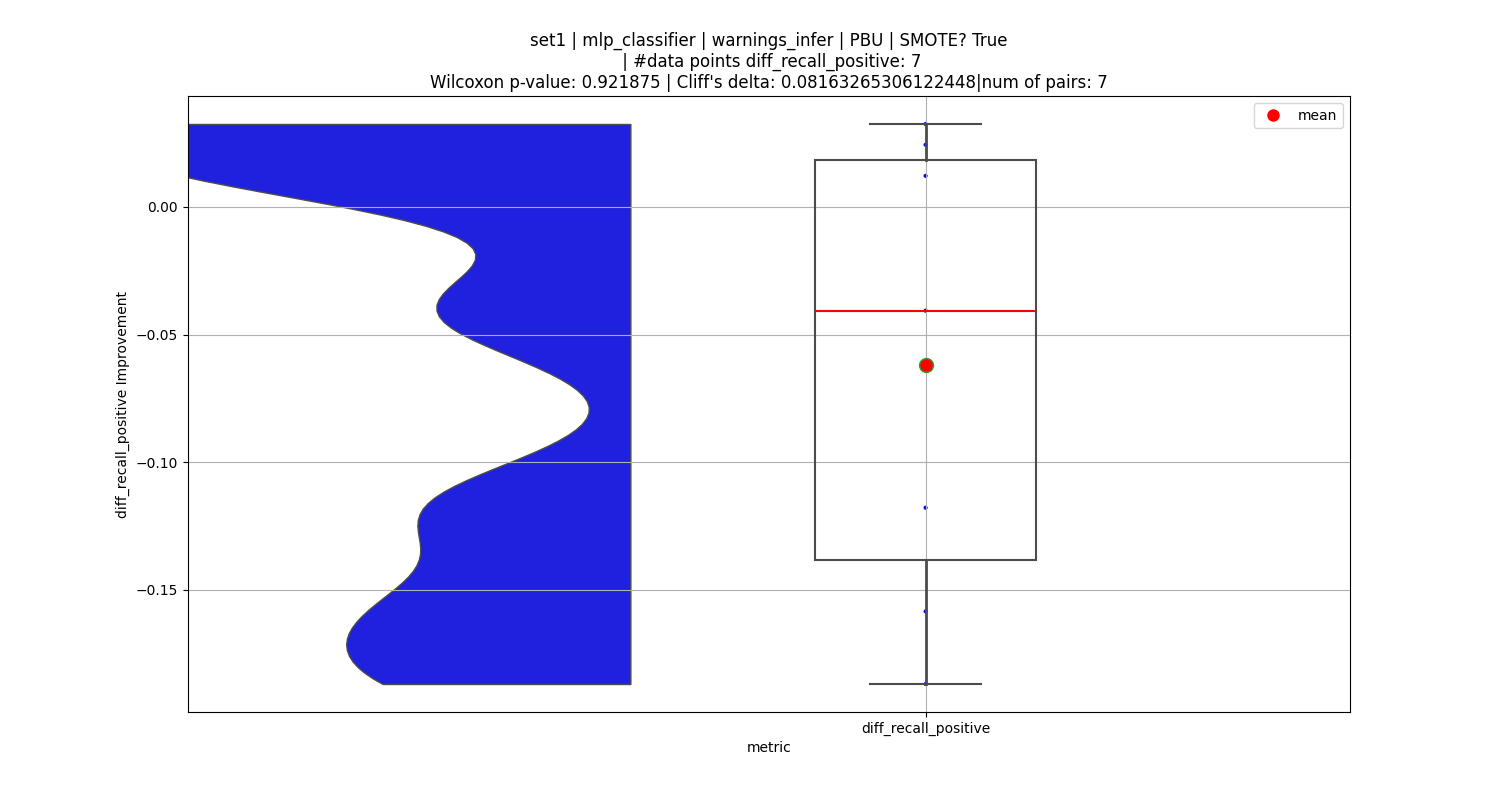 set1 | mlp_classifier | warnings_infer | PBU | SMOTE? True
| #data points diff_recall_positive: 7
Wilcoxon p-value: 0.921875 | Cliff's delta: 0.08163265306122448|num of pairs: 7
mean
0.00
−0.05
−0.10
−0.15
diff_recall_positive Improvement
diff_recall_positive
metric